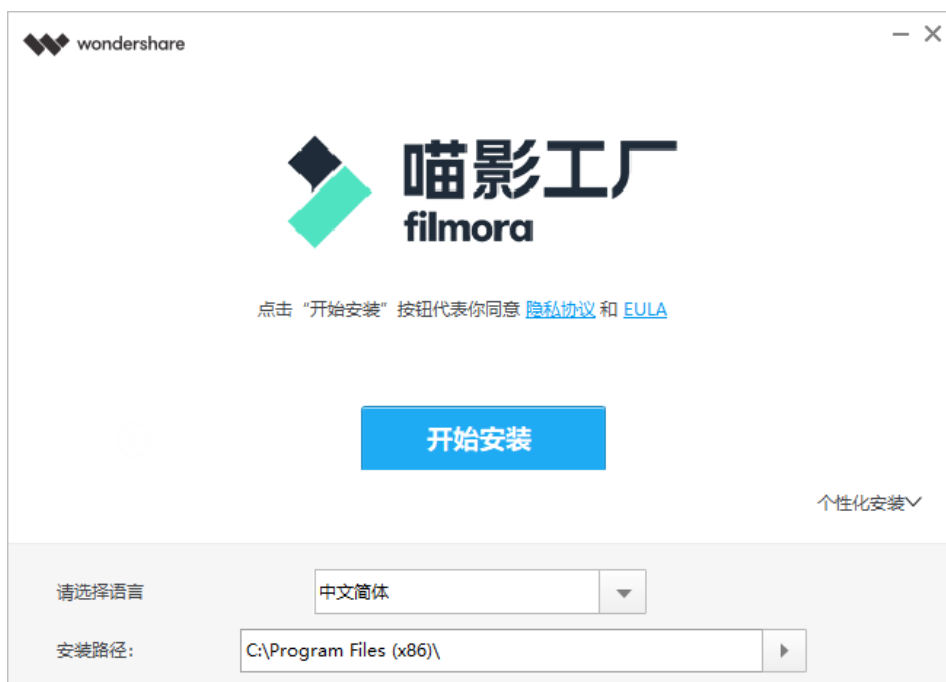 wondershare
喵影工厂
filmora
点击“开始安装”按钮代表你同意 隐私协议 和 EULA
开始安装
个性化安装
请选择语言
中文简体
安装路径:
C:\Program Files (x86)\